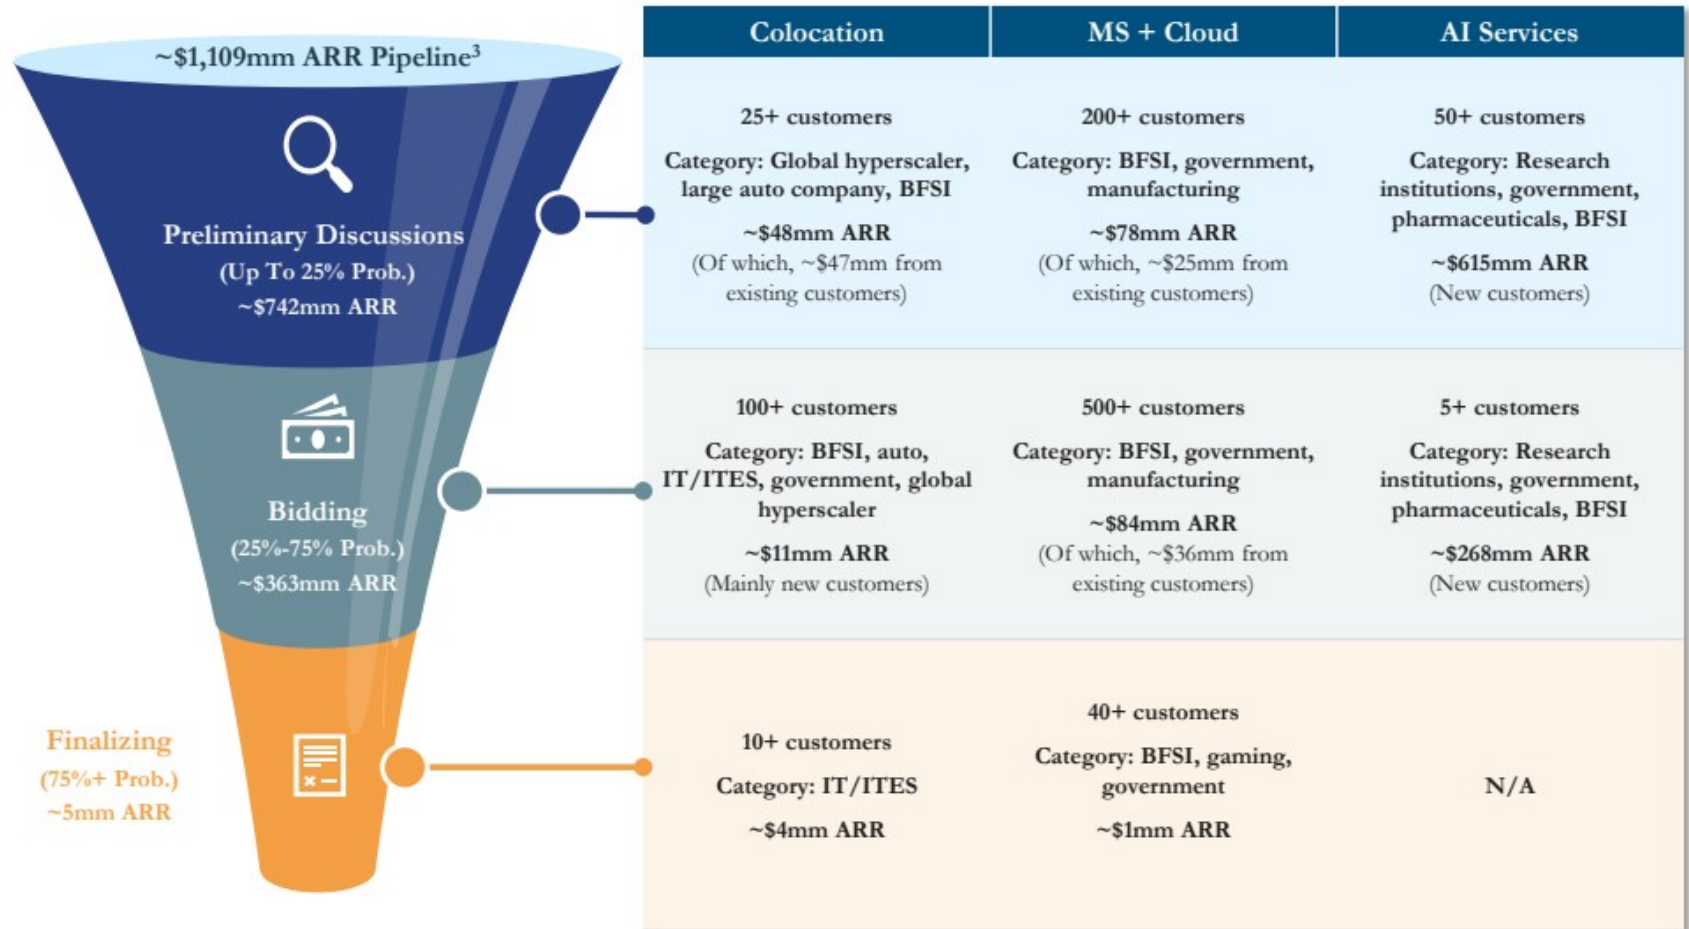 ~$1,109mm ARR Pipeline³
Preliminary Discussions
(Up To 25% Prob.)
~$742mm ARR
Bidding
(25%-75% Prob.)
~$363mm ARR
Finalizing
(75%+ Prob.)
~5mm ARR
Colocation
MS + Cloud
AI Services
25+ customers
Category: Global hyperscaler,
large auto company, BFSI
~$48mm ARR
(Of which, ~$47mm from
existing customers)
200+ customers
Category: BFSI, government,
manufacturing
~$78mm ARR
(Of which, ~$25mm from
existing customers)
50+ customers
Category: Research
institutions, government,
pharmaceuticals, BFSI
~$615mm ARR
(New customers)
100+ customers
Category: BFSI, auto,
IT/ITES, government, global
hyperscaler
~$11mm ARR
(Mainly new customers)
500+ customers
Category: BFSI, government,
manufacturing
~$84mm ARR
(Of which, ~$36mm from
existing customers)
5+ customers
Category: Research
institutions, government,
pharmaceuticals, BFSI
~$268mm ARR
(New customers)
10+ customers
Category: IT/ITES
~$4mm ARR
40+ customers
Category: BFSI, gaming,
government
~$1mm ARR
N/A